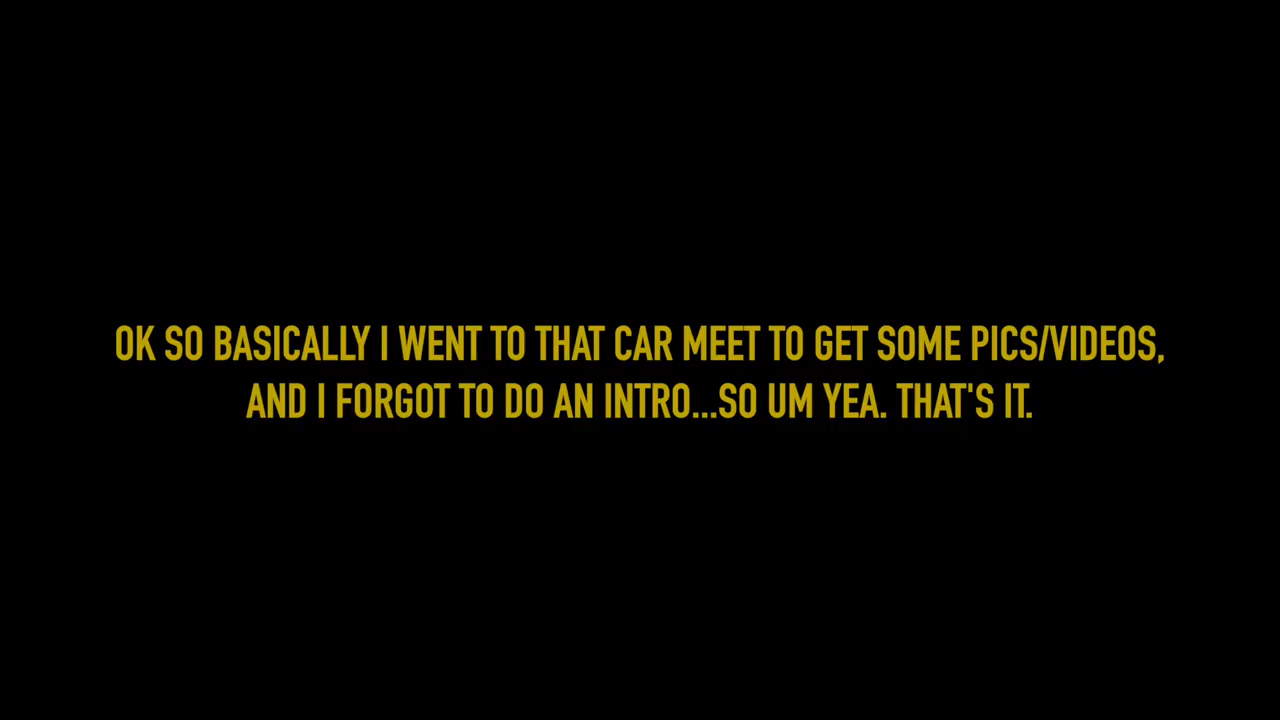 OK SO BASICALLY I WENT TO THAT CAR MEET TO GET SOME PICS/VIDEOS,
AND I FORGOT TO DO AN INTRO...SO UM YEA. THAT'S IT.